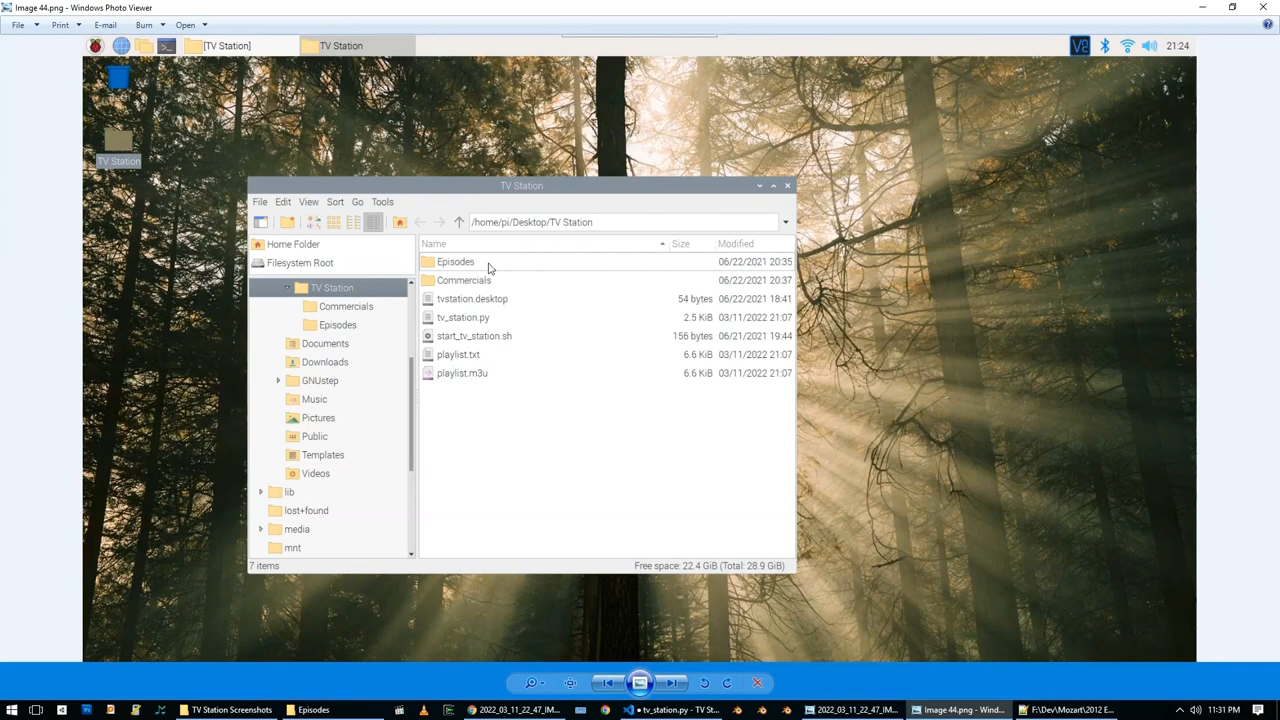 Image 44.png - Windows Photo Viewer
File Print E-mail Burn Open
[TV Station] TV Station V2 21:24
TV Station
TV Station
File Edit View Sort Go Tools
/home/pi/Desktop/TV Station
Home Folder
Filesystem Root
TV Station
Commercials
Episodes
Documents
Downloads
GNUstep
Music
Pictures
Public
Templates
Videos
lib
lost+found
media
mnt
Name Size Modified
Episodes 06/22/2021 20:35
Commercials 06/22/2021 20:37
tvstation.desktop 54 bytes 06/22/2021 18:41
tv_station.py 2.5 KiB 03/11/2022 21:07
start_tv_station.sh 156 bytes 06/21/2021 19:44
playlist.txt 6.6 KiB 03/11/2022 21:07
playlist.m3u 6.6 KiB 03/11/2022 21:07
7 items Free space: 22.4 GiB (Total: 28.9 GiB)
TV Station Screenshots Episodes 2022_03_11_22_47_IM... • tv_station.py - TV St... 2022_03_11_22_47_IM... Image 44.png - Wind... F:\Dev\Mozart\2012 E... 11:31 PM